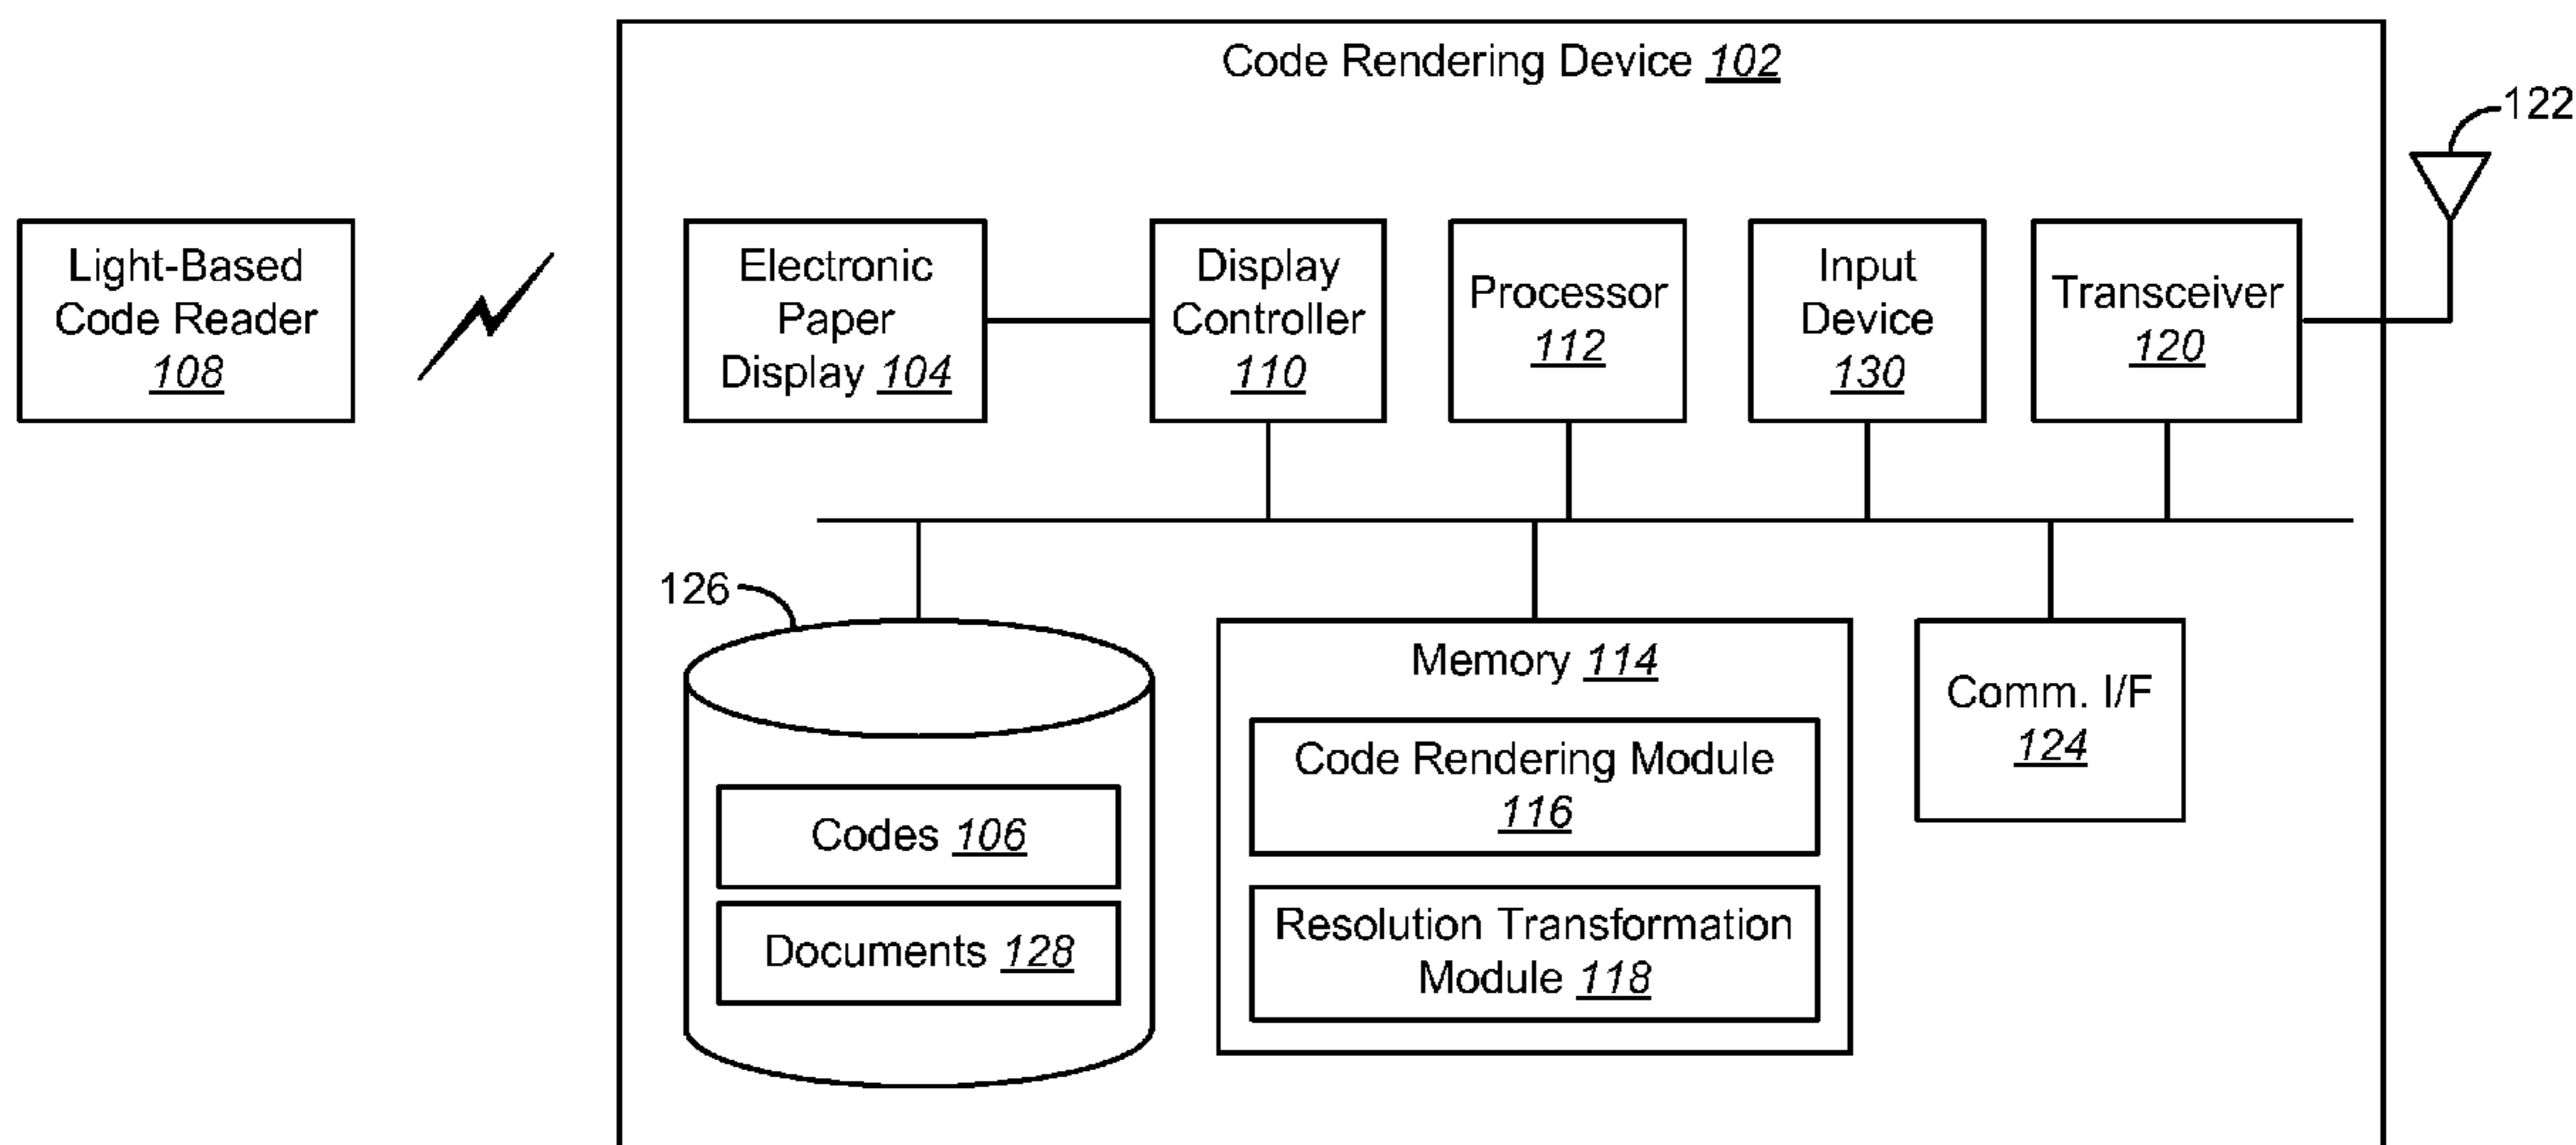 Code Rendering Device 102
122
Light-Based
Code Reader
108
Electronic
Paper
Display 104
Display
Controller
110
Processor
112
Input
Device
130
Transceiver
120
126
Codes 106
Documents 128
Memory 114
Code Rendering Module
116
Resolution Transformation
Module 118
Comm. I/F
124